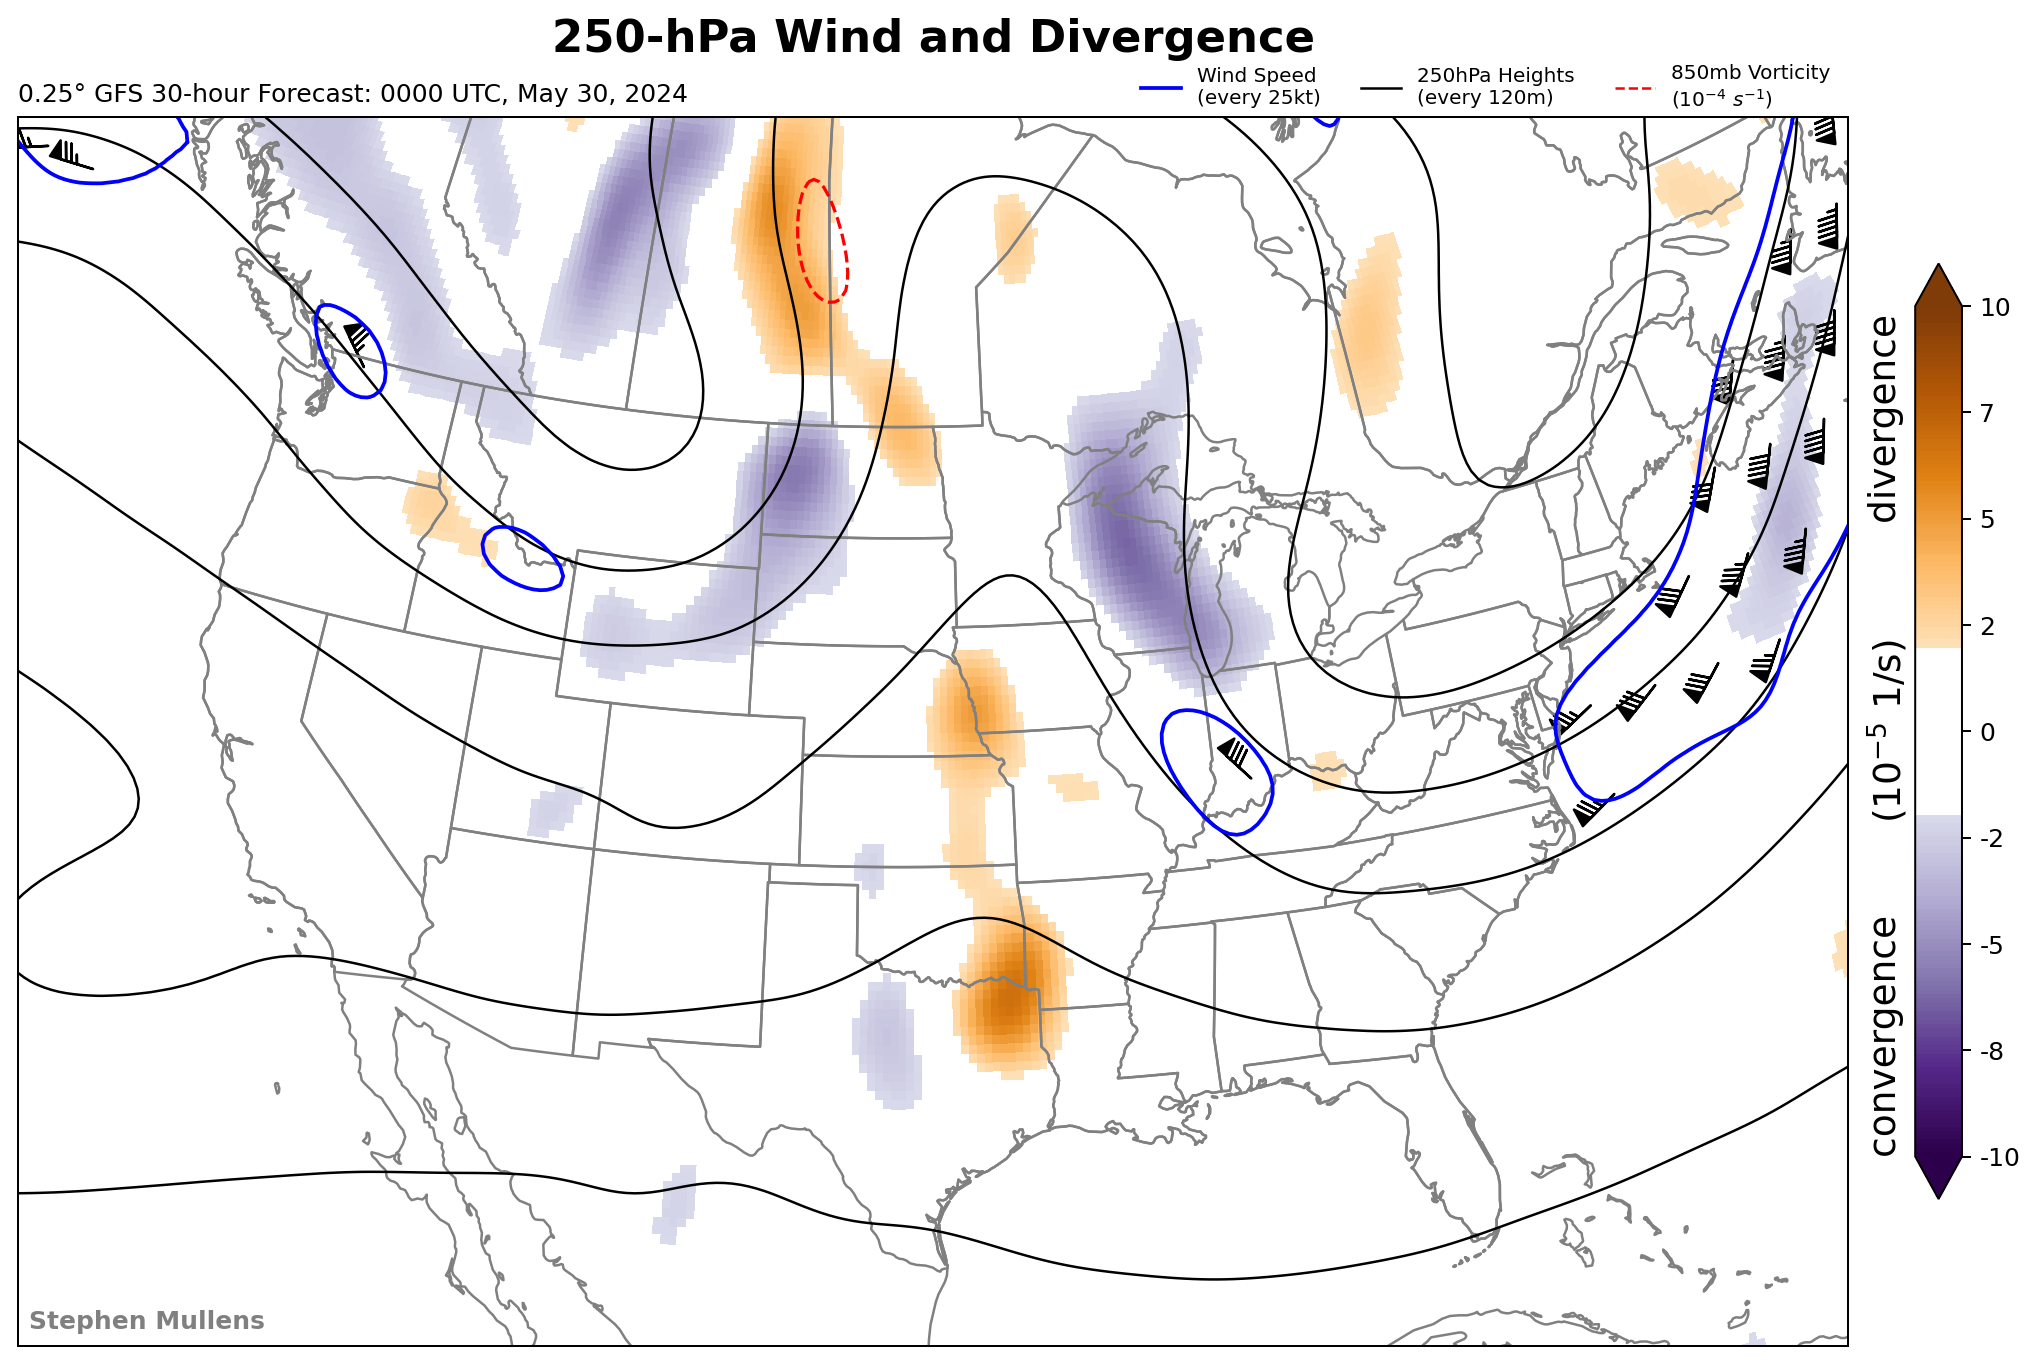 250-hPa Wind and Divergence
0.25° GFS 30-hour Forecast: 0000 UTC, May 30, 2024
Wind Speed
(every 25kt)
250hPa Heights
(every 120m)
850mb Vorticity
(10⁻⁴ s⁻¹)
10
7
5
2
0
-2
-5
-8
-10
convergence (10⁻⁵ 1/s) divergence
Stephen Mullens